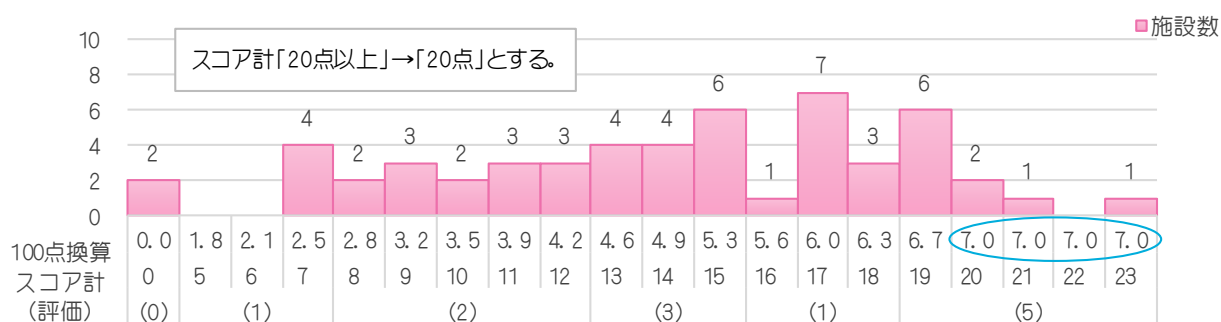 ■施設数
スコア計「20点以上」→「20点」とする。
10
8
6
4
2
0
2 4 2 3 2 3 3 4 4 6 1 7 3 6 2 1 1
100点換算 0.0 1.8 2.1 2.5 2.8 3.2 3.5 3.9 4.2 4.6 4.9 5.3 5.6 6.0 6.3 6.7 7.0 7.0 7.0 7.0
スコア計 0 5 6 7 8 9 10 11 12 13 14 15 16 17 18 19 20 21 22 23
（評価） (0) (1) (2) (3) (1) (5)